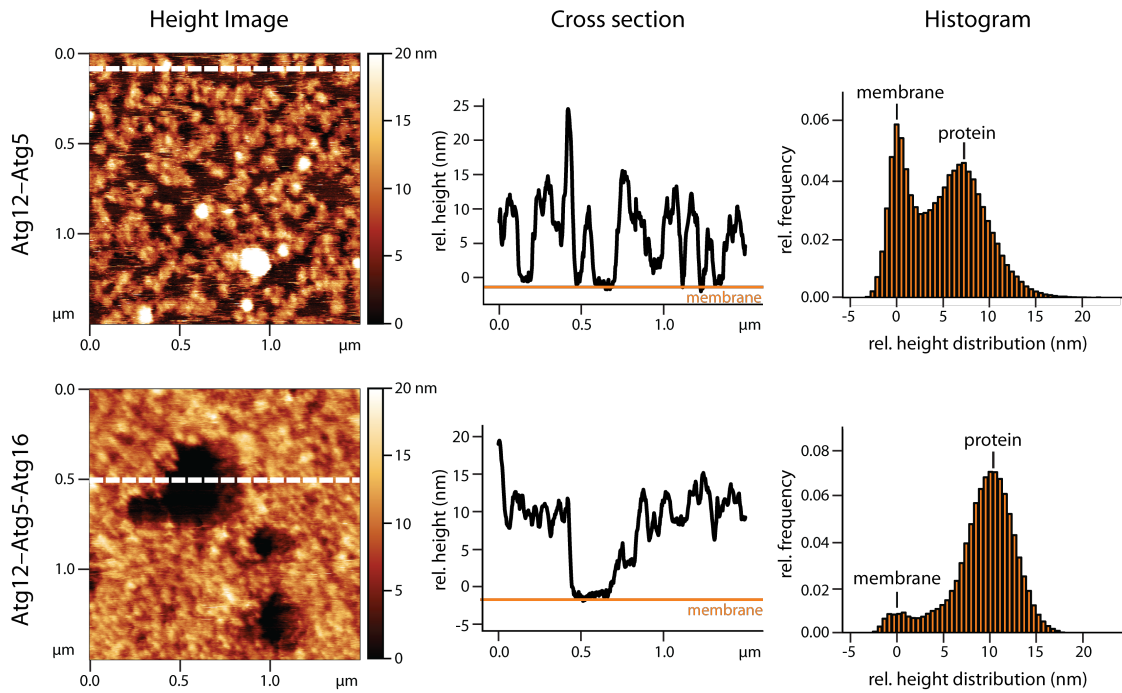 Height Image
Cross section
Histogram
Atg12–Atg5
0.0
0.5
1.0
μm
0.0
0.5
1.0
μm
20 nm
15
10
5
0
rel. height (nm)
25
20
15
10
5
0
membrane
0.0
0.5
1.0
μm
rel. frequency
0.06
0.04
0.02
0.00
membrane
protein
-5
0
5
10
15
20
rel. height distribution (nm)
Atg12–Atg5-Atg16
0.0
0.5
1.0
μm
0.0
0.5
1.0
μm
20 nm
15
10
5
0
rel. height (nm)
20
15
10
5
0
-5
membrane
0.0
0.5
1.0
μm
rel. frequency
0.08
0.06
0.04
0.02
0.00
protein
membrane
-5
0
5
10
15
20
rel. height distribution (nm)